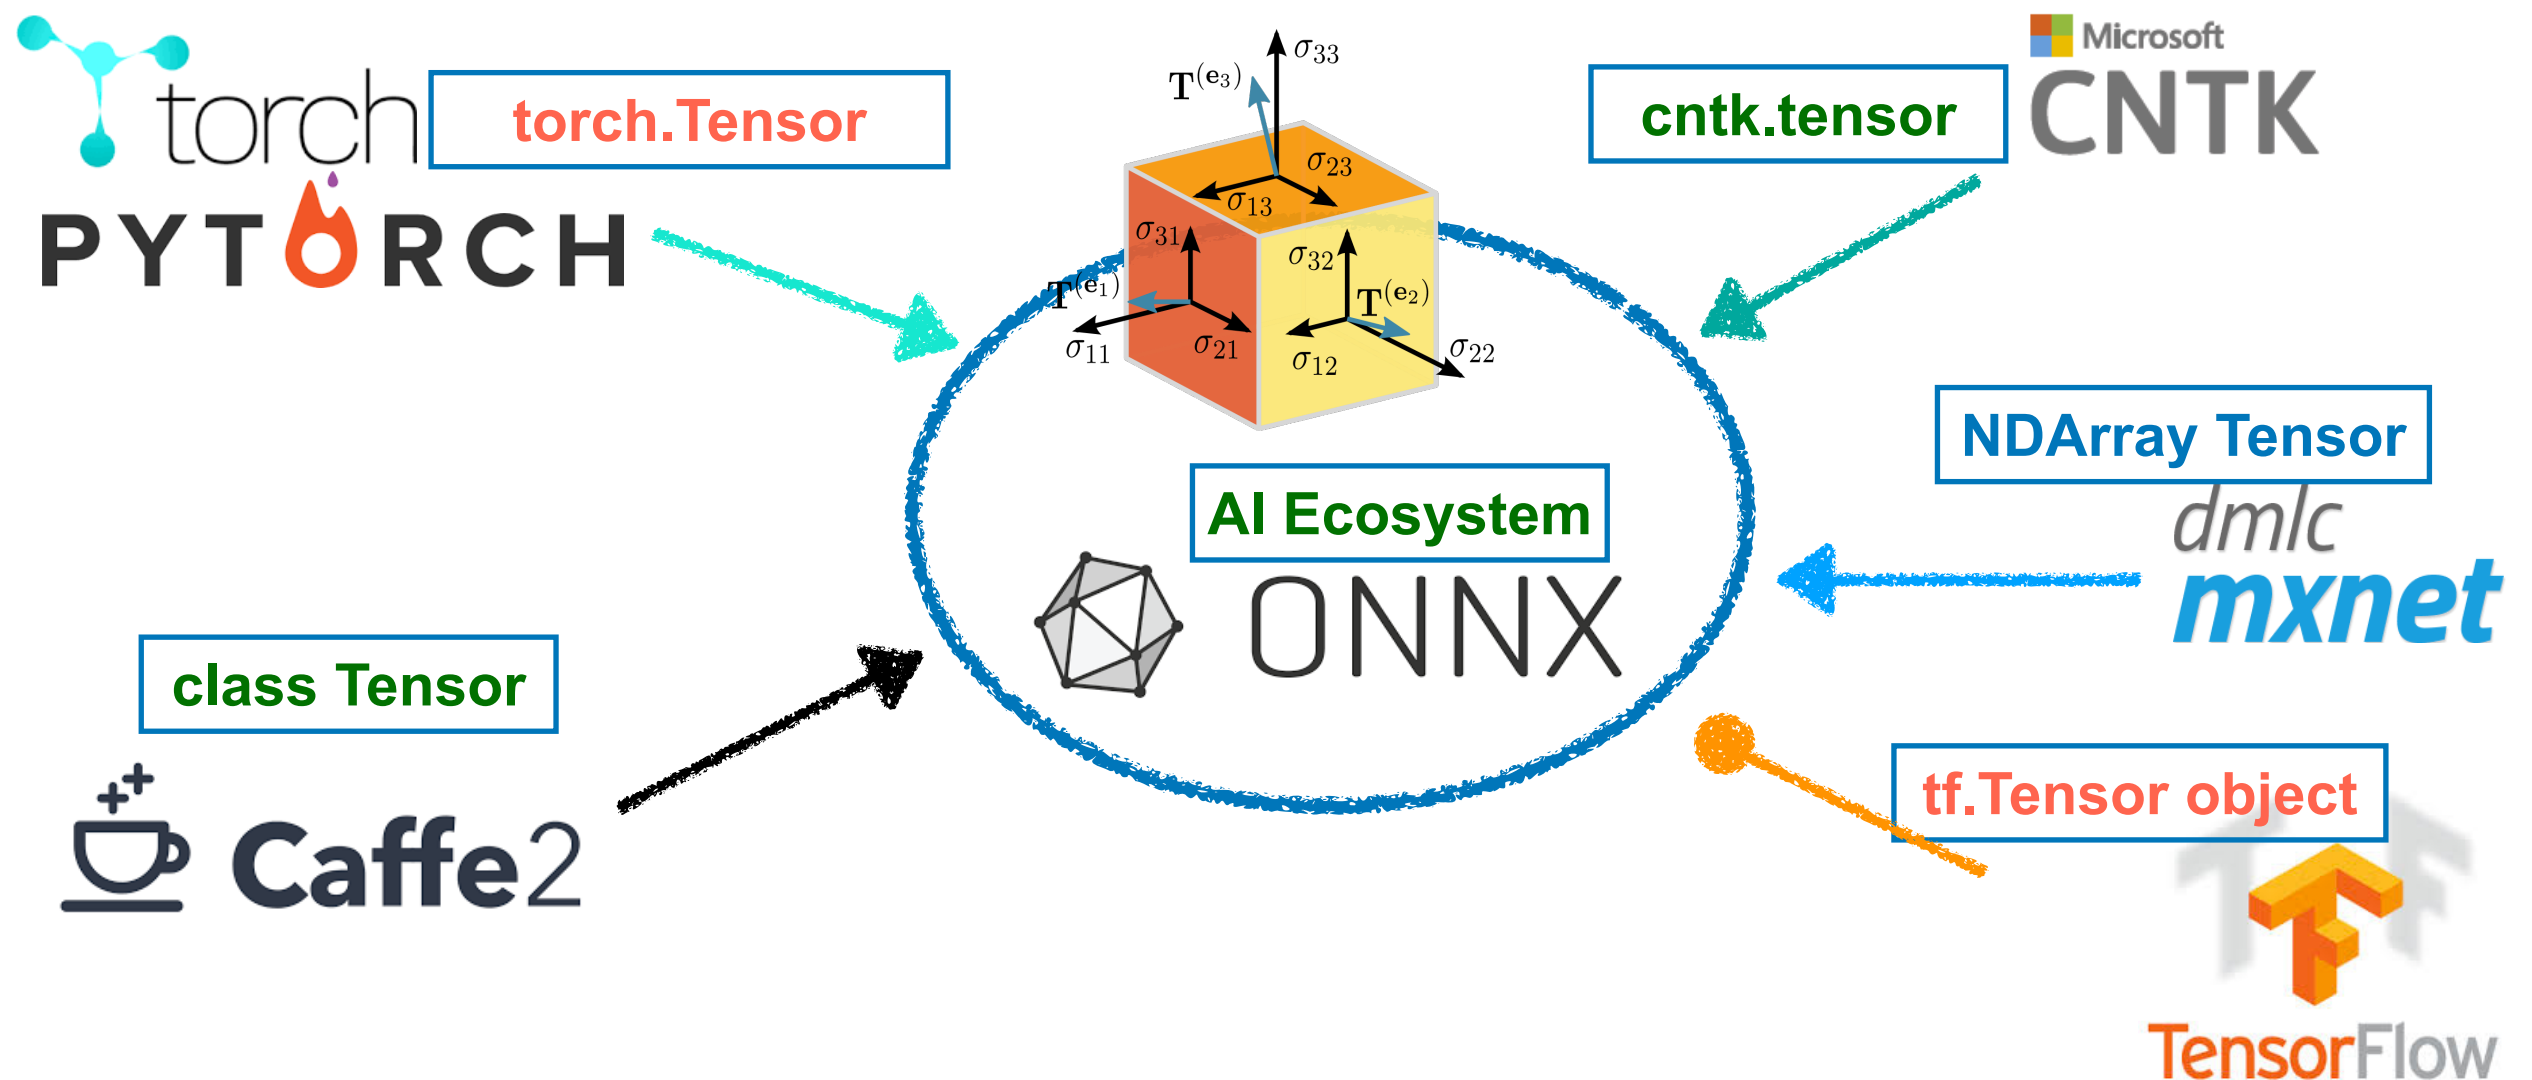 torch
PYTORCH
torch.Tensor
σ33
T(e3)
σ23
σ13
σ31
σ32
T(e1)
T(e2)
σ11
σ21
σ12
σ22
Microsoft
CNTK
cntk.tensor
NDArray Tensor
dmlc
mxnet
AI Ecosystem
ONNX
class Tensor
Caffe2
tf.Tensor object
TensorFlow